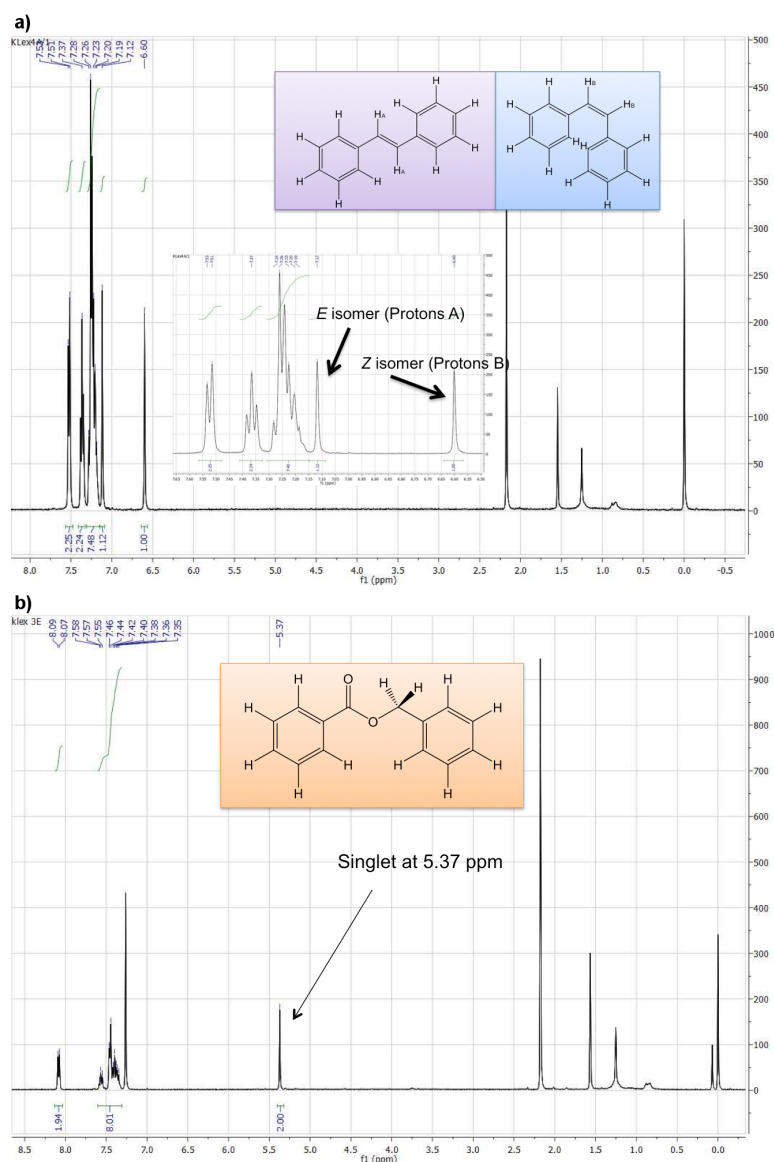 a)
KLex4A/1
7.53
7.51
7.37
7.28
7.26
7.23
7.20
7.19
7.12
6.60
500
450
400
350
300
250
200
150
100
50
0
H H H H H H H H H H
HA
HA
H H H H H H H H H H
HB
HB
KLex4A/1
E isomer (Protons A)
Z isomer (Protons B)
f1 (ppm)
2.25
2.24
7.48
1.12
1.00
8.0 7.5 7.0 6.5 6.0 5.5 5.0 4.5 4.0 3.5 3.0 2.5 2.0 1.5 1.0 0.5 0.0 -0.5
f1 (ppm)
b)
klex 3E
8.09
8.07
7.58
7.57
7.55
7.46
7.44
7.42
7.40
7.38
7.36
7.35
5.37
1000
900
800
700
600
500
400
300
200
100
0
H H H H H O O H H H H H H H
Singlet at 5.37 ppm
1.94
8.01
2.00
8.5 8.0 7.5 7.0 6.5 6.0 5.5 5.0 4.5 4.0 3.5 3.0 2.5 2.0 1.5 1.0 0.5 0.0
f1 (ppm)